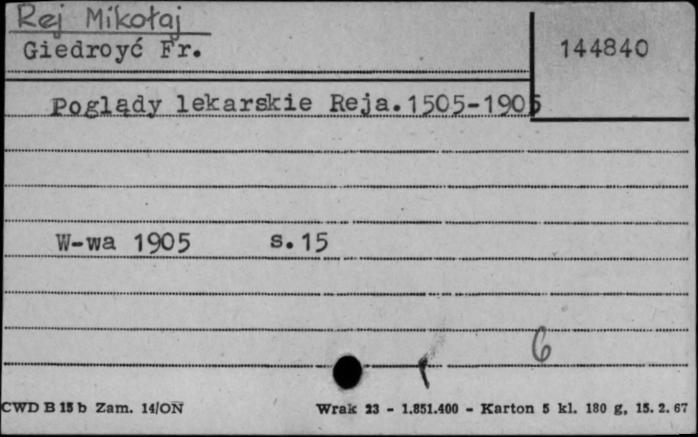 Rej Mikołaj
Giedroyć Fr.
144840
Poglądy lekarskie Reja.1505-1905
W-wa 1905 s.15
6
CWD B 15 b Zam. 14/ON Wrak 23 - 1.851.400 - Karton 5 kl. 180 g, 15. 2. 67